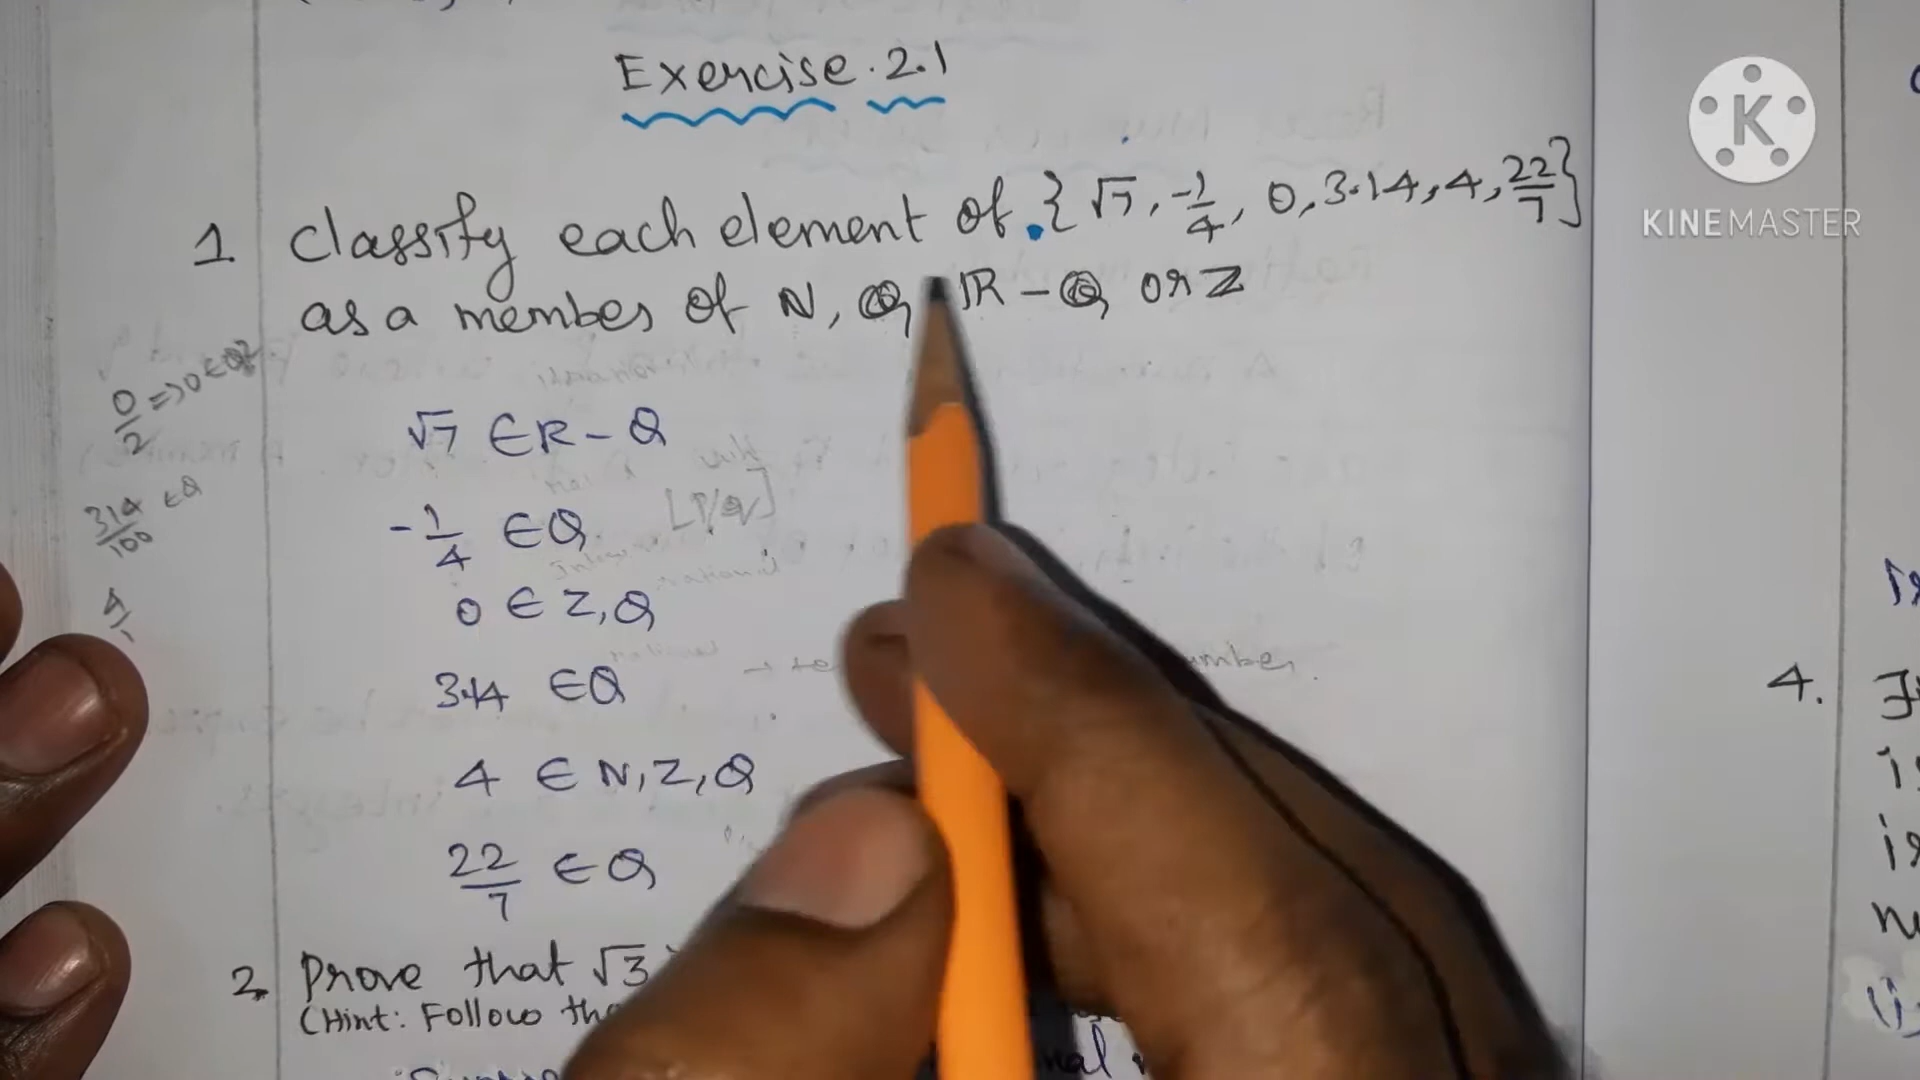 Exercise.2.1
1 Classify each element of {√7, -1/4, 0, 3.14, 4, 22/7}
as a member of N, Q, R - Q or Z
0/2 => 0 ∈ Q
√7 ∈ R - Q
314/100 ∈ Q
-1/4 ∈ Q [P/q]
0 ∈ Z, Q
3.14 ∈ Q
4 ∈ N, Z, Q
22/7 ∈ Q
2 Prove that √3
(Hint: Follow
4.
K
KINEMASTER